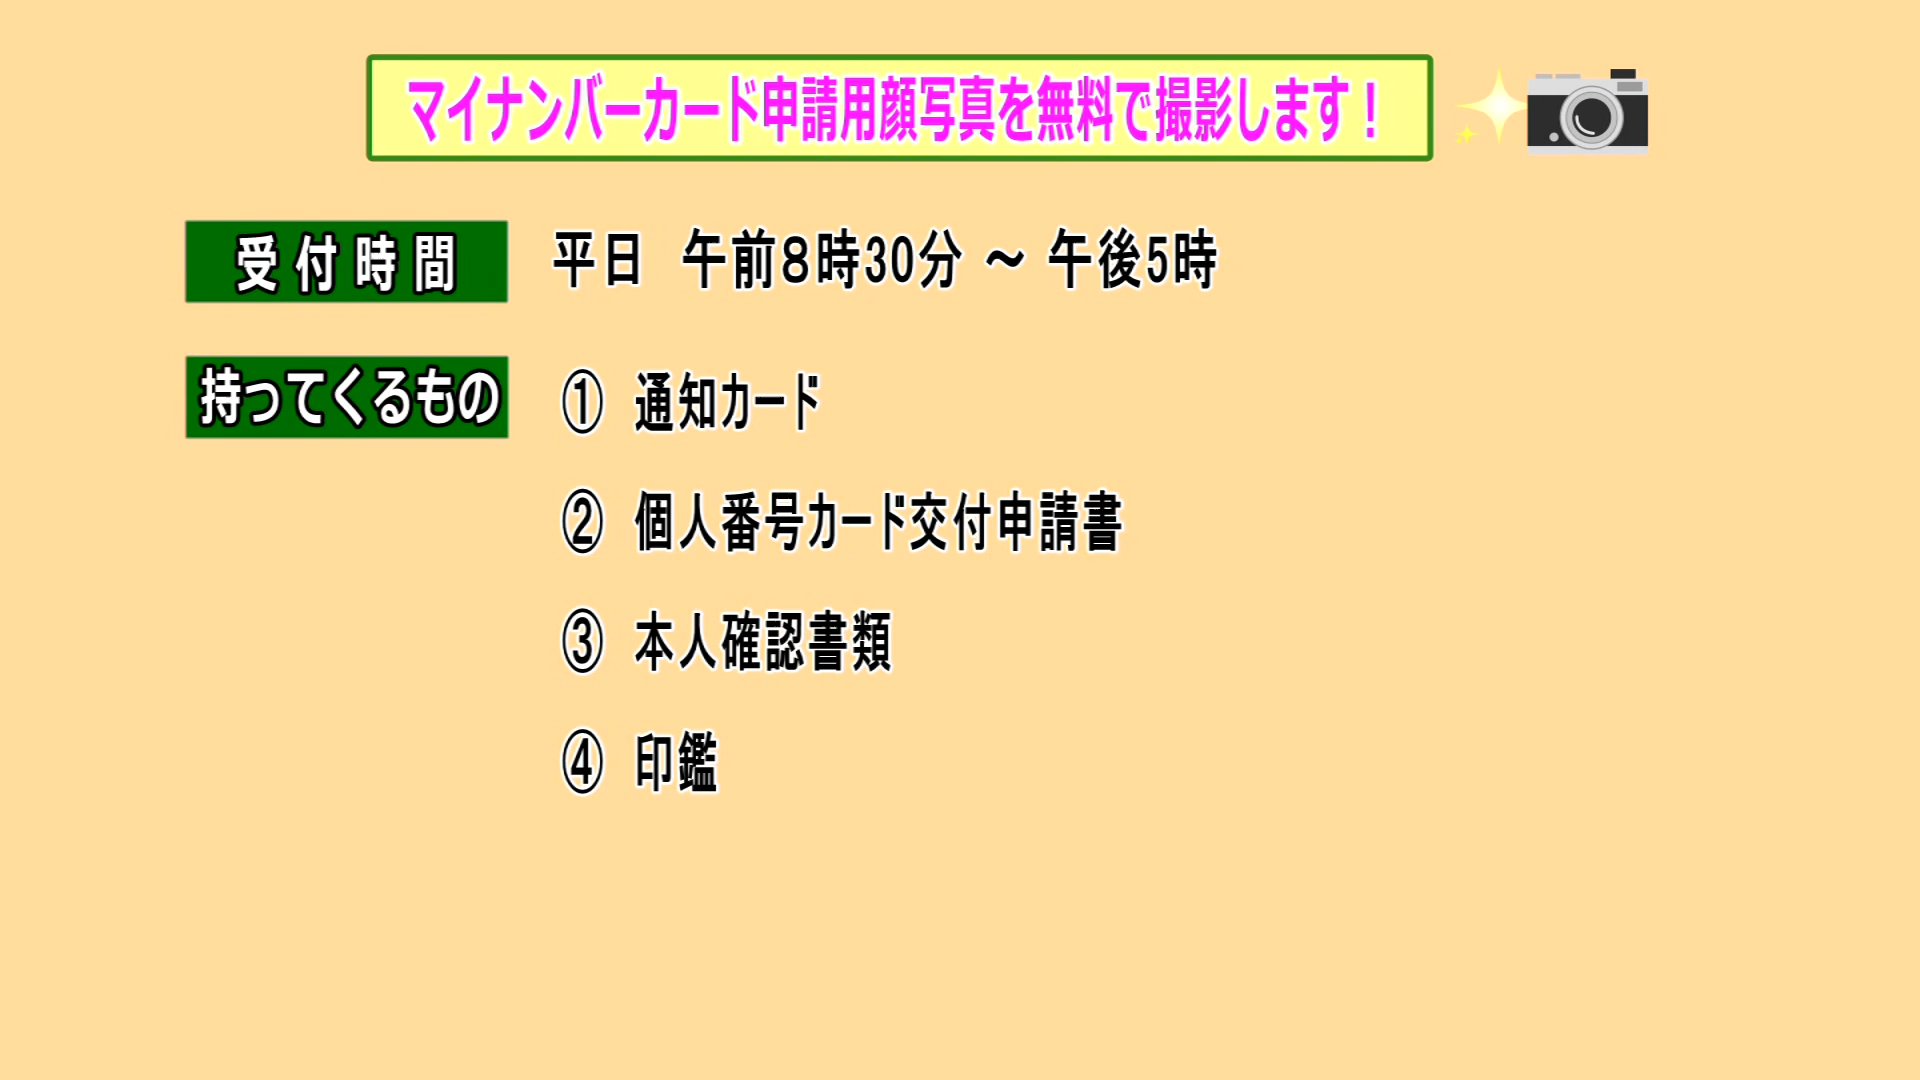 マイナンバーカード申請用顔写真を無料で撮影します！
受付時間 平日 午前８時30分 ～ 午後5時
持ってくるもの ① 通知カード
② 個人番号カード交付申請書
③ 本人確認書類
④ 印鑑